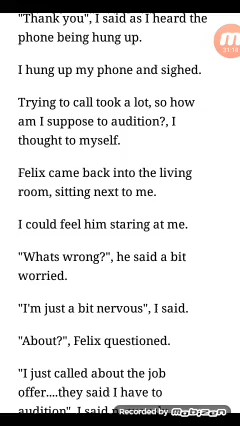 "Thank you", I said as I heard the
phone being hung up.
I hung up my phone and sighed.
Trying to call took a lot, so how
am I suppose to audition?, I
thought to myself.
Felix came back into the living
room, sitting next to me.
I could feel him staring at me.
"Whats wrong?", he said a bit
worried.
"I'm just a bit nervous", I said.
"About?", Felix questioned.
"I just called about the job
offer....they said I have to
audition", I said
Recorded by mobizen